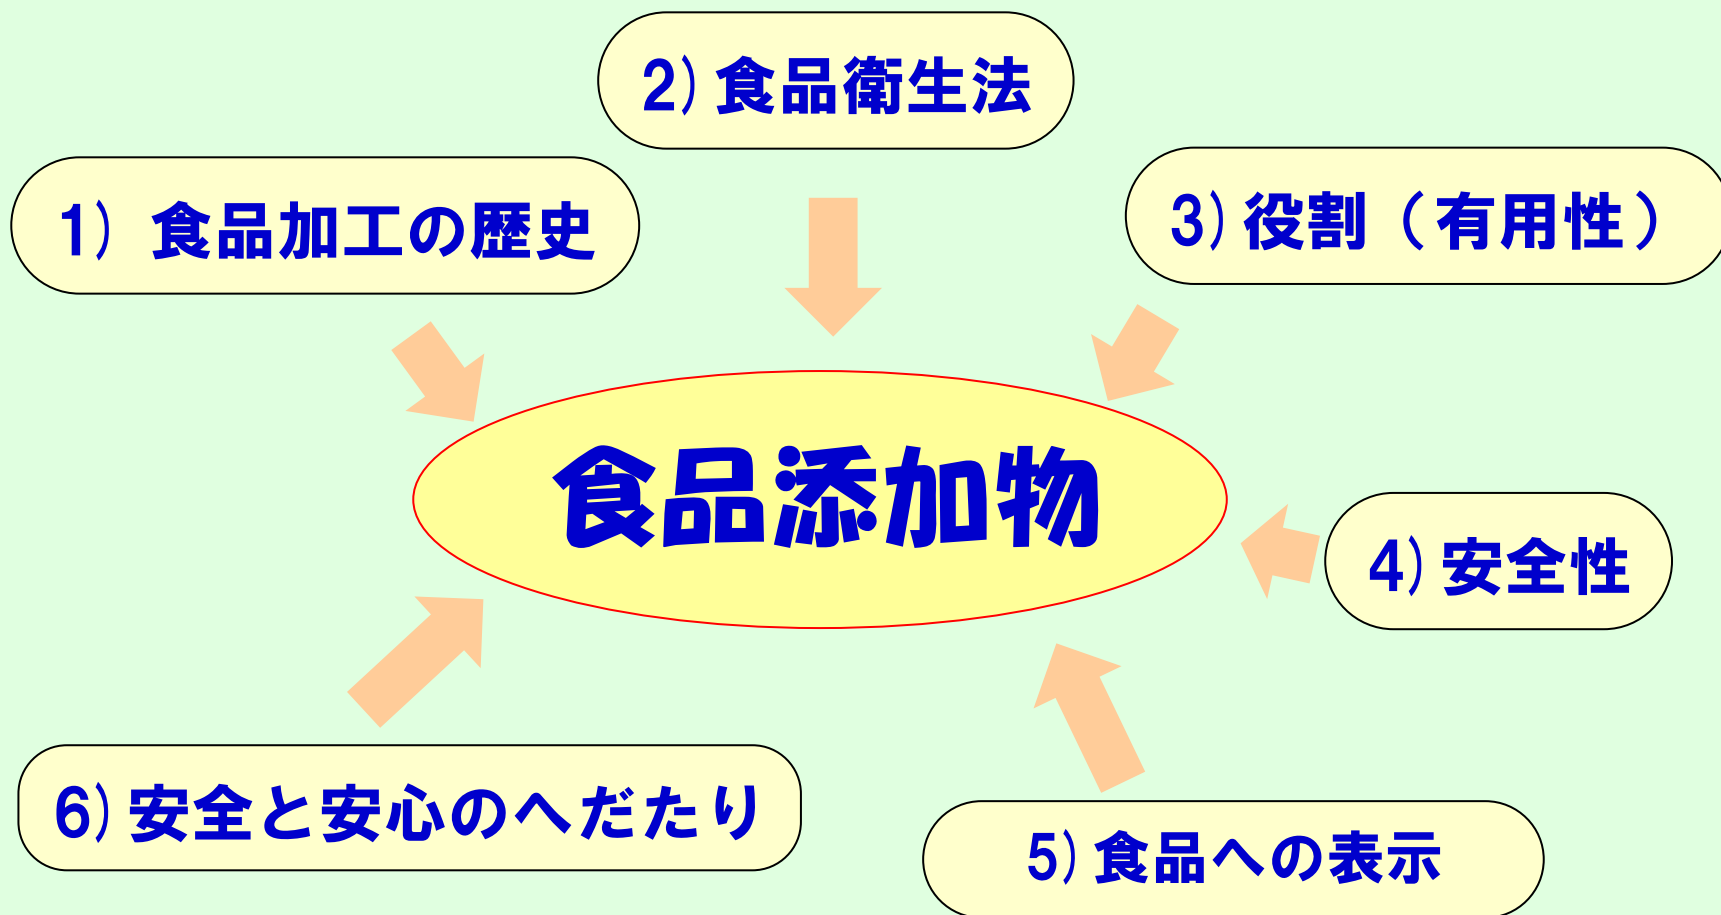 1) 食品加工の歴史
2) 食品衛生法
3) 役割（有用性）
食品添加物
4) 安全性
5) 食品への表示
6) 安全と安心のへだたり